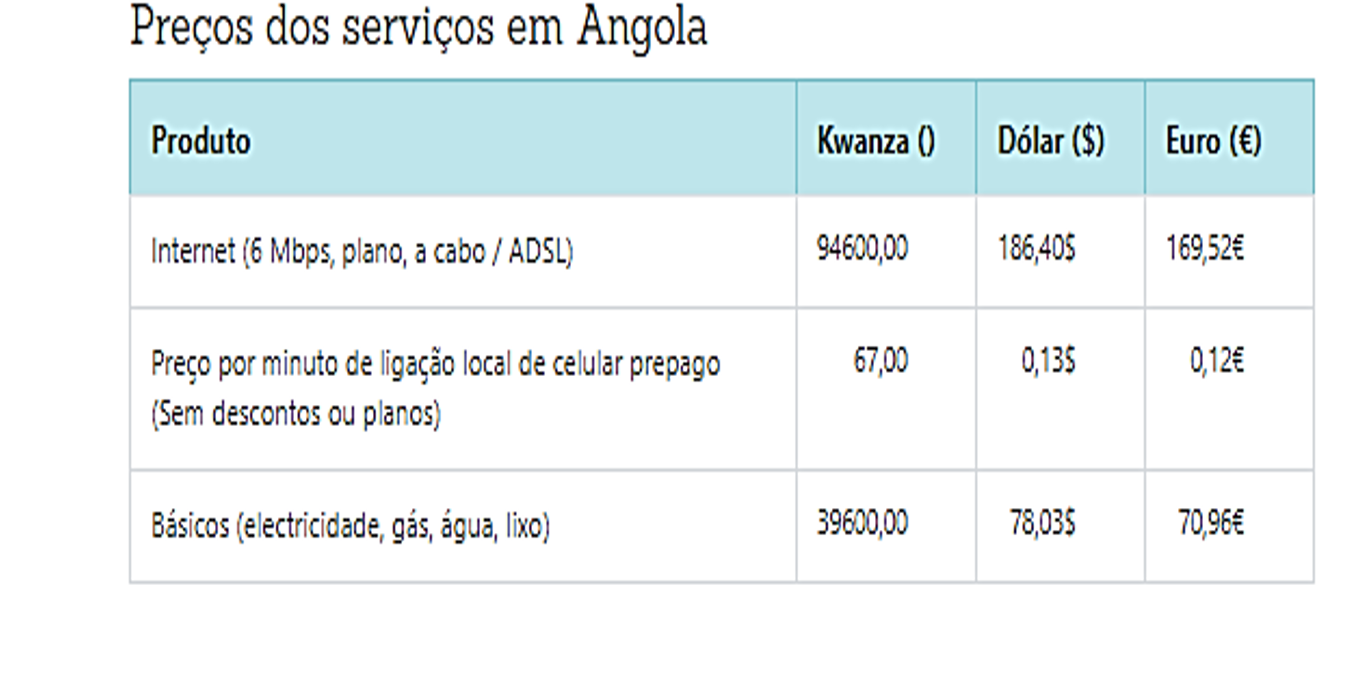 Preços dos serviços em Angola
Produto Kwanza () Dólar ($) Euro (€)
Internet (6 Mbps, plano, a cabo / ADSL) 94600,00 186,40$ 169,52€
Preço por minuto de ligação local de celular prepago 67,00 0,13$ 0,12€
(Sem descontos ou planos)
Básicos (electricidade, gás, água, lixo) 39600,00 78,03$ 70,96€